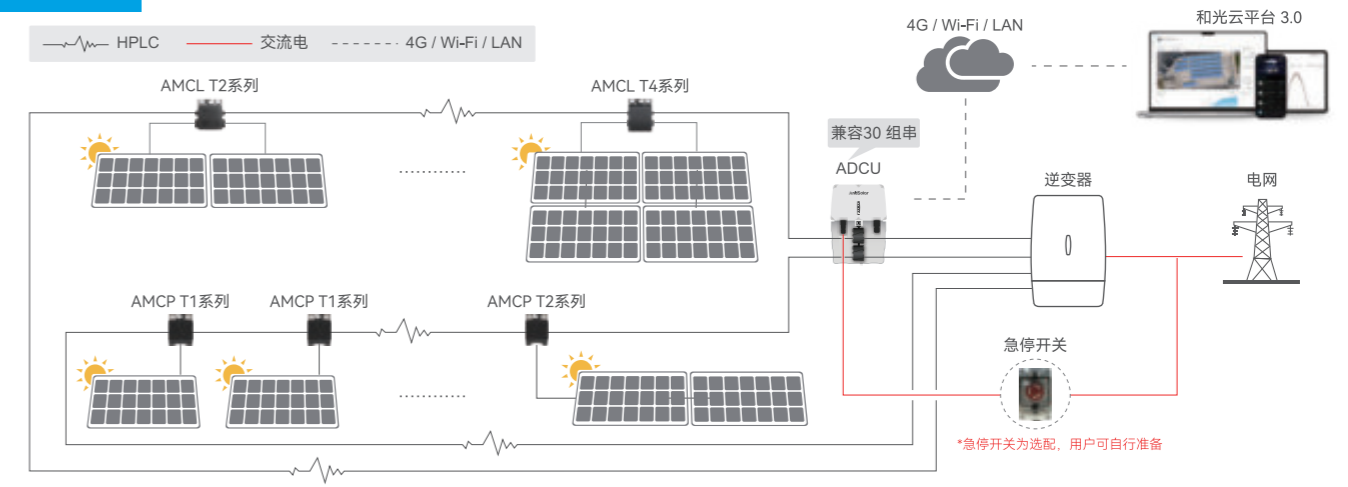 HPLC
交流电
4G / Wi-Fi / LAN
4G / Wi-Fi / LAN
和光云平台 3.0
AMCL T2系列
AMCL T4系列
兼容30 组串
ADCU
逆变器
电网
AMCP T1系列
AMCP T1系列
AMCP T2系列
急停开关
*急停开关为选配，用户可自行准备